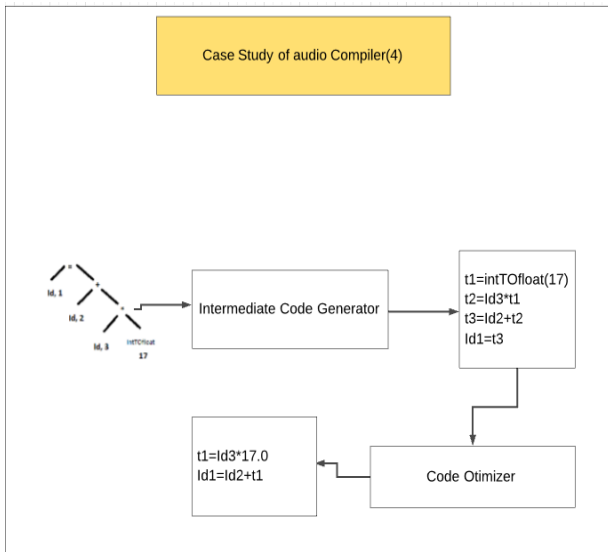 Case Study of audio Compiler(4)
=
Id, 1
+
Id, 2
*
Id, 3
IntTOfloat
17
Intermediate Code Generator
t1=intTOfloat(17)
t2=Id3*t1
t3=Id2+t2
Id1=t3
t1=Id3*17.0
Id1=Id2+t1
Code Otimizer